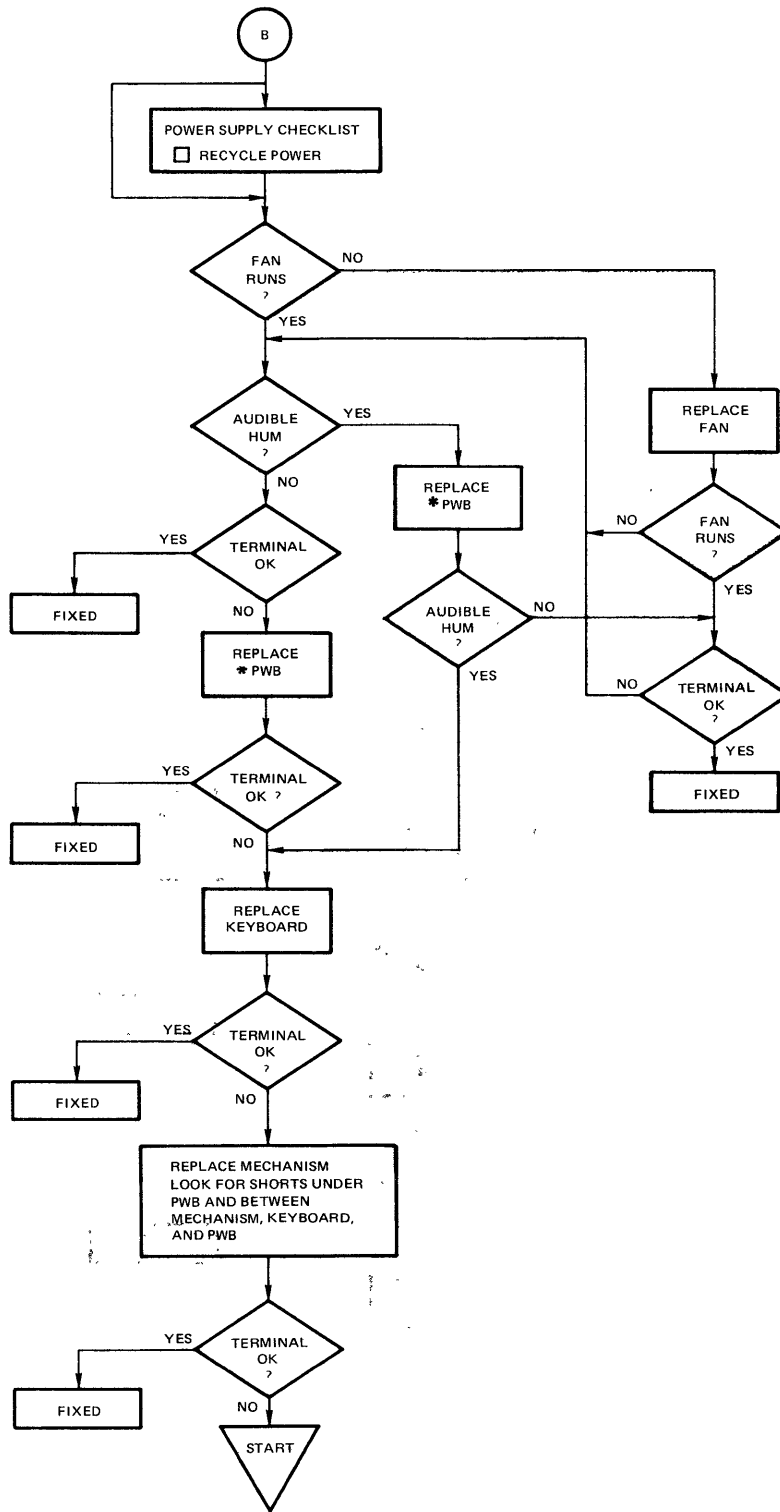 B
POWER SUPPLY CHECKLIST
RECYCLE POWER
FAN
RUNS
?
NO
YES
AUDIBLE
HUM
?
YES
NO
REPLACE
FAN
REPLACE
* PWB
FAN
RUNS
?
NO
YES
TERMINAL
OK
YES
NO
FIXED
AUDIBLE
HUM
?
NO
YES
REPLACE
* PWB
TERMINAL
OK
?
NO
YES
FIXED
TERMINAL
OK ?
YES
NO
FIXED
REPLACE
KEYBOARD
TERMINAL
OK
?
YES
NO
FIXED
REPLACE MECHANISM
LOOK FOR SHORTS UNDER
PWB AND BETWEEN
MECHANISM, KEYBOARD,
AND PWB
TERMINAL
OK
?
YES
NO
FIXED
START